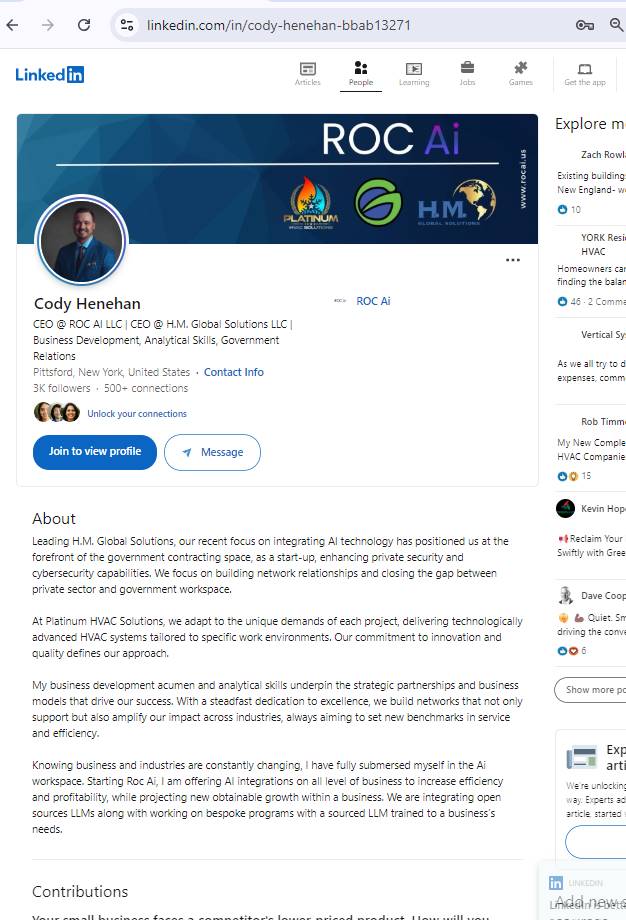 linkedin.com/in/cody-henehan-bbab13271
Linked in
Articles
People
Learning
Jobs
Games
Get the app
ROC Ai
www.rocai.us
PLATINUM
HVAC SOLUTIONS
H.M.
GLOBAL SOLUTIONS
Cody Henehan
ROC Ai
CEO @ ROC AI LLC | CEO @ H.M. Global Solutions LLC |
Business Development, Analytical Skills, Government
Relations
Pittsford, New York, United States · Contact Info
3K followers · 500+ connections
Unlock your connections
Join to view profile
Message
About
Leading H.M. Global Solutions, our recent focus on integrating AI technology has positioned us at the
forefront of the government contracting space, as a start-up, enhancing private security and
cybersecurity capabilities. We focus on building network relationships and closing the gap between
private sector and government workspace.
At Platinum HVAC Solutions, we adapt to the unique demands of each project, delivering technologically
advanced HVAC systems tailored to specific work environments. Our commitment to innovation and
quality defines our approach.
My business development acumen and analytical skills underpin the strategic partnerships and business
models that drive our success. With a steadfast dedication to excellence, we build networks that not only
support but also amplify our impact across industries, always aiming to set new benchmarks in service
and efficiency.
Knowing business and industries are constantly changing, I have fully submersed myself in the Ai
workspace. Starting Roc Ai, I am offering AI integrations on all level of business to increase efficiency
and profitability, while projecting new obtainable growth within a business. We are integrating open
sources LLMs along with working on bespoke programs with a sourced LLM trained to a business's
needs.
Contributions
Your small business faces a competitor's lower-priced product. How will you
Explore m
Zach Rowl
Existing building
New England- w
10
YORK Resi
HVAC
Homeowners ca
finding the bala
46 · 2 Comme
Vertical Sy
As we all try to d
expenses, comm
Rob Timm
My New Comple
HVAC Companie
15
Kevin Hop
Reclaim Your
Swiftly with Gree
Dave Coop
Quiet. Sm
driving the conve
6
Show more po
Exp
arti
We're unlocking
way. Experts ad
article, started
LINKEDIN
Add new
LinkedIn is bett